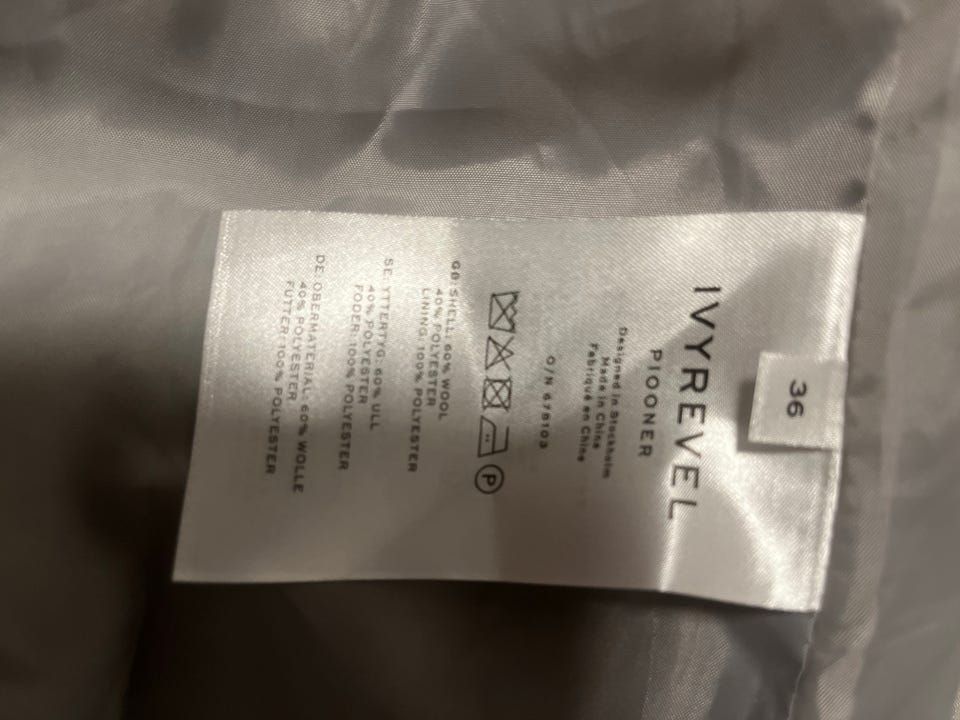 36
IVYREVEL
PIOONER
Designed in Stockholm
Made in China
Fabriqué en Chine
O/N 678103
P
GB: SHELL: 60% WOOL
40% POLYESTER
LINING: 100% POLYESTER
SE: YTTERTYG: 60% ULL
40% POLYESTER
FODER: 100% POLYESTER
DE: OBERMATERIAL: 60% WOLLE
40% POLYESTER
FUTTER: 100% POLYESTER